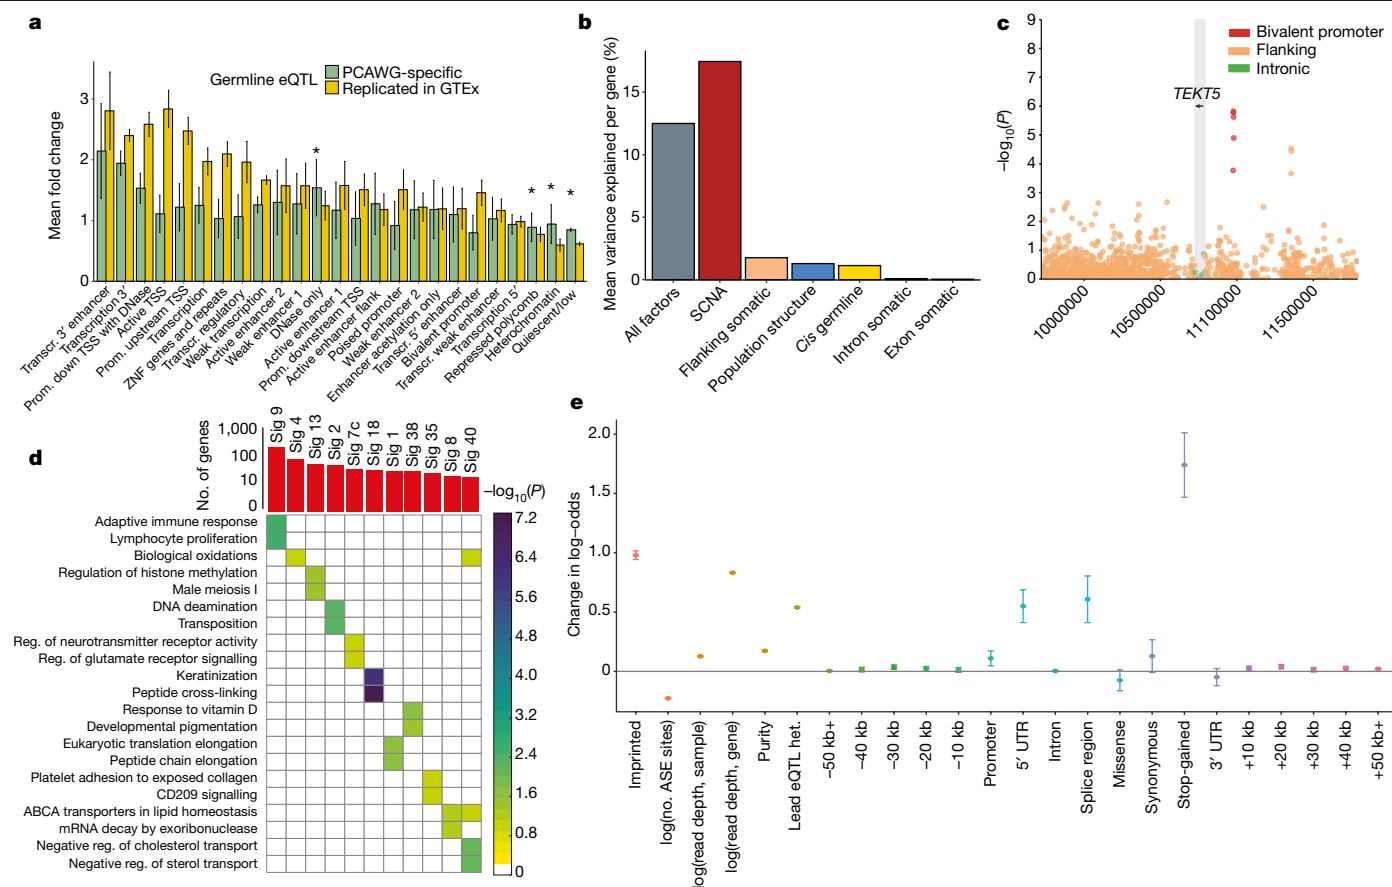 a
Germline eQTL
PCAWG-specific
Replicated in GTEx
Mean fold change
3
2
1
0
Transcr. 3′ enhancer
Transcription 3′
Prom. down TSS with DNase
Active TSS
Prom. upstream TSS
Transcription
ZNF genes and repeats
Transcr. regulatory
Weak transcription
Active enhancer 2
Weak enhancer 1
DNase only
Active enhancer 1
Prom. downstream TSS
Active enhancer flank
Poised promoter
Weak enhancer 2
Enhancer acetylation only
Transcr. 5′ enhancer
Bivalent promoter
Transcr. weak enhancer
Transcription 5′
Repressed polycomb
Heterochromatin
Quiescent/low
*
*
*
*
b
Mean variance explained per gene (%)
15
10
5
0
All factors
SCNA
Flanking somatic
Population structure
Cis germline
Intron somatic
Exon somatic
c
−log10(P)
9
8
7
6
5
4
3
2
1
0
Bivalent promoter
Flanking
Intronic
TEKT5
10000000
10500000
11100000
11500000
d
No. of genes
1,000
100
10
0
Sig 9
Sig 4
Sig 13
Sig 2
Sig 7c
Sig 18
Sig 1
Sig 38
Sig 35
Sig 8
Sig 40
−log10(P)
7.2
6.4
5.6
4.8
4.0
3.2
2.4
1.6
0.8
0
Adaptive immune response
Lymphocyte proliferation
Biological oxidations
Regulation of histone methylation
Male meiosis I
DNA deamination
Transposition
Reg. of neurotransmitter receptor activity
Reg. of glutamate receptor signalling
Keratinization
Peptide cross-linking
Response to vitamin D
Developmental pigmentation
Eukaryotic translation elongation
Peptide chain elongation
Platelet adhesion to exposed collagen
CD209 signalling
ABCA transporters in lipid homeostasis
mRNA decay by exoribonuclease
Negative reg. of cholesterol transport
Negative reg. of sterol transport
e
Change in log–odds
2.0
1.5
1.0
0.5
0
Imprinted
log(no. ASE sites)
log(read depth, sample)
log(read depth, gene)
Purity
Lead eQTL het.
−50 kb+
−40 kb
−30 kb
−20 kb
−10 kb
Promoter
5′ UTR
Intron
Splice region
Missense
Synonymous
Stop-gained
3′ UTR
+10 kb
+20 kb
+30 kb
+40 kb
+50 kb+